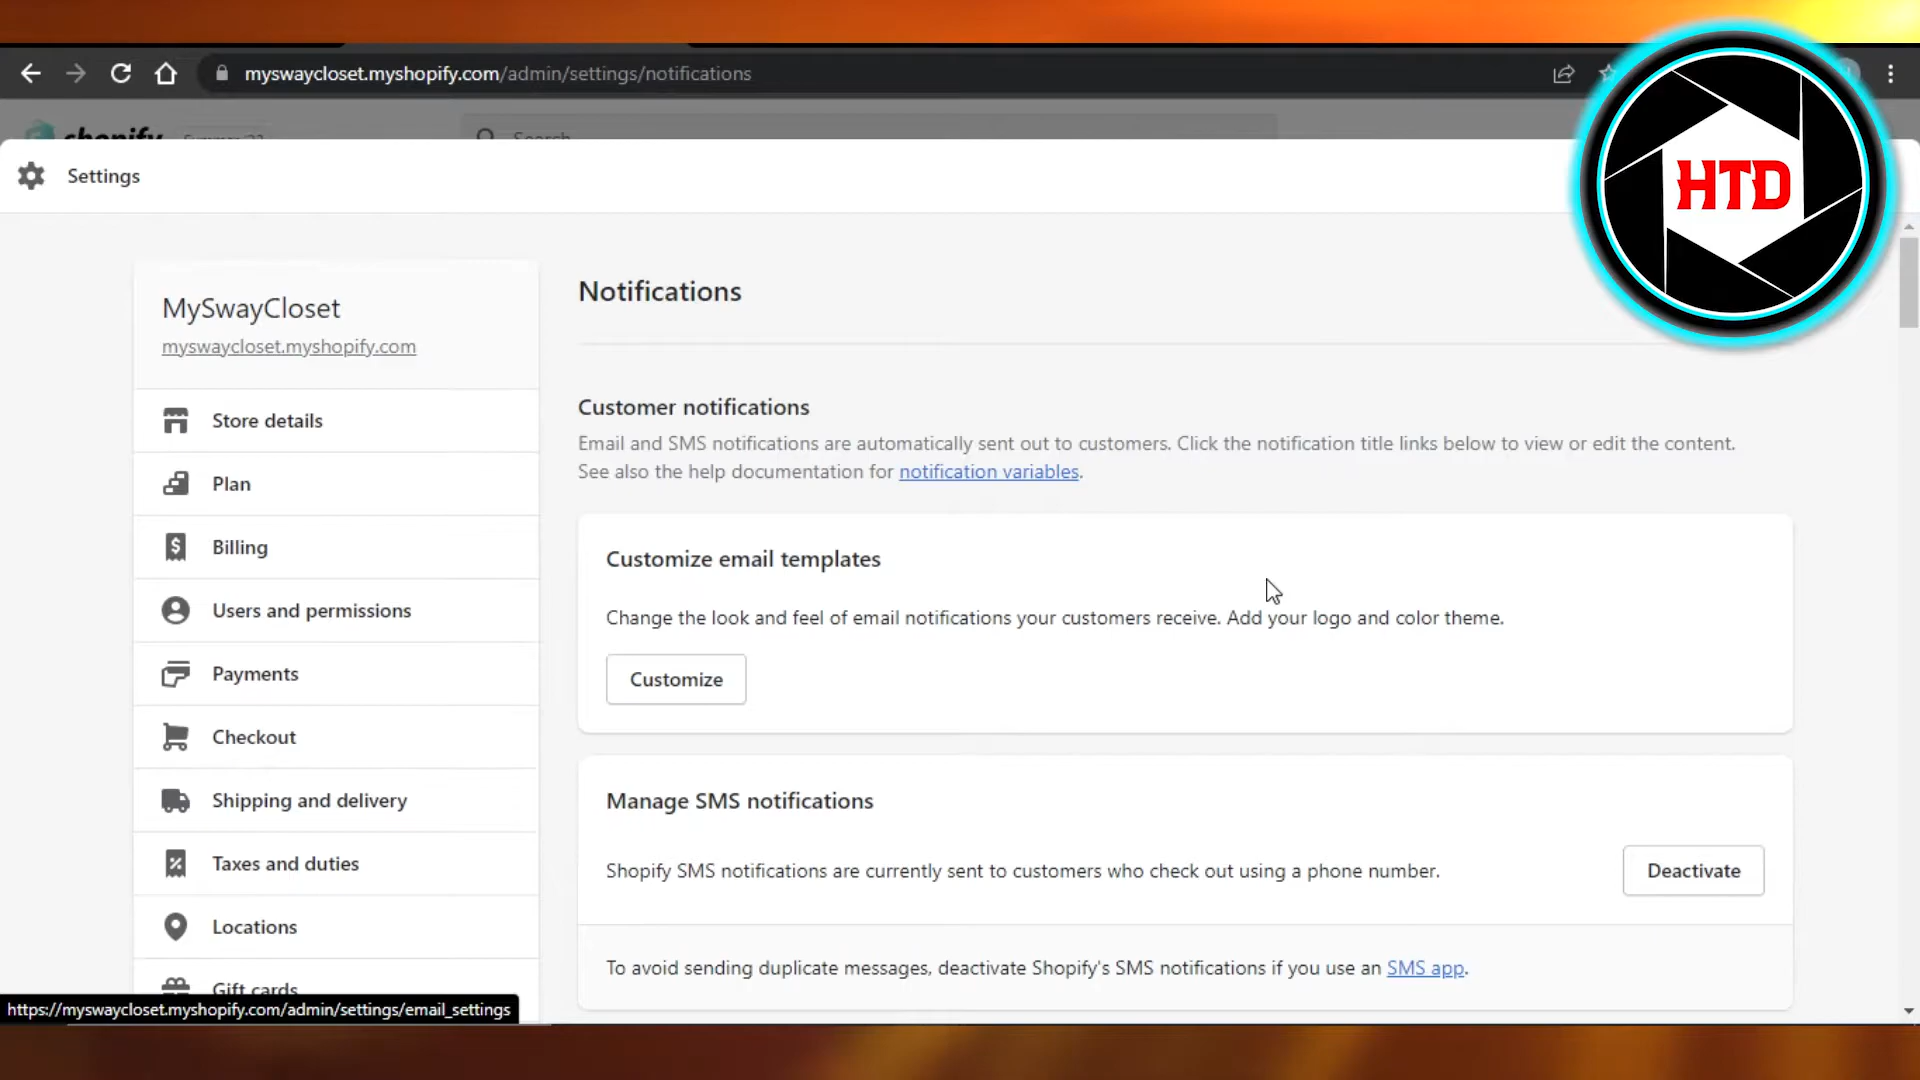 myswaycloset.myshopify.com/admin/settings/notifications
shopify Summer '22 Search
Settings
HTD
MySwayCloset
myswaycloset.myshopify.com
Store details
Plan
Billing
Users and permissions
Payments
Checkout
Shipping and delivery
Taxes and duties
Locations
Gift cards
Notifications
Customer notifications
Email and SMS notifications are automatically sent out to customers. Click the notification title links below to view or edit the content.
See also the help documentation for notification variables.
Customize email templates
Change the look and feel of email notifications your customers receive. Add your logo and color theme.
Customize
Manage SMS notifications
Shopify SMS notifications are currently sent to customers who check out using a phone number.
Deactivate
To avoid sending duplicate messages, deactivate Shopify's SMS notifications if you use an SMS app.
https://myswaycloset.myshopify.com/admin/settings/email_settings